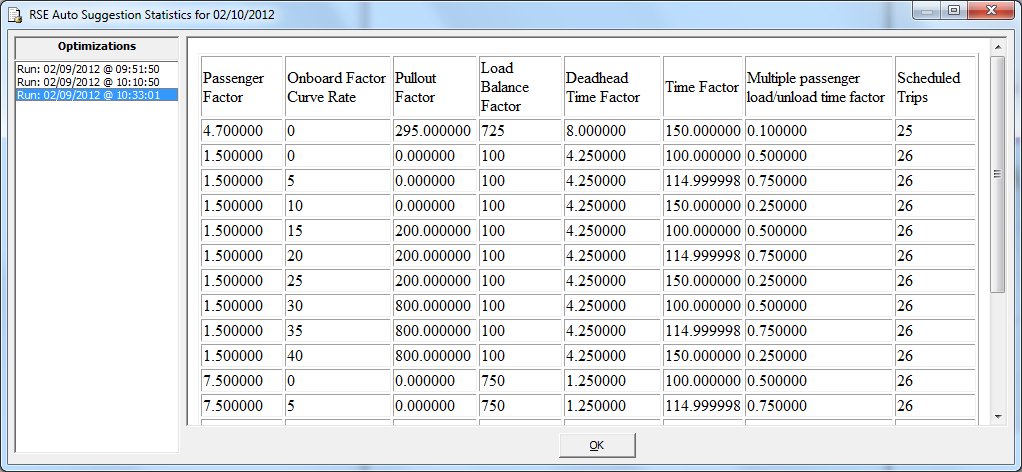 RSE Auto Suggestion Statistics for 02/10/2012
Optimizations
Run: 02/09/2012 @ 09:51:50
Run: 02/09/2012 @ 10:10:50
Run: 02/09/2012 @ 10:33:01
Passenger Factor Onboard Factor Curve Rate Pullout Factor Load Balance Factor Deadhead Time Factor Time Factor Multiple passenger load/unload time factor Scheduled Trips
4.700000 0 295.000000 725 8.000000 150.000000 0.100000 25
1.500000 0 0.000000 100 4.250000 100.000000 0.500000 26
1.500000 5 0.000000 100 4.250000 114.999998 0.750000 26
1.500000 10 0.000000 100 4.250000 150.000000 0.250000 26
1.500000 15 200.000000 100 4.250000 100.000000 0.500000 26
1.500000 20 200.000000 100 4.250000 114.999998 0.750000 26
1.500000 25 200.000000 100 4.250000 150.000000 0.250000 26
1.500000 30 800.000000 100 4.250000 100.000000 0.500000 26
1.500000 35 800.000000 100 4.250000 114.999998 0.750000 26
1.500000 40 800.000000 100 4.250000 150.000000 0.250000 26
7.500000 0 0.000000 750 1.250000 100.000000 0.500000 26
7.500000 5 0.000000 750 1.250000 114.999998 0.750000 26
OK